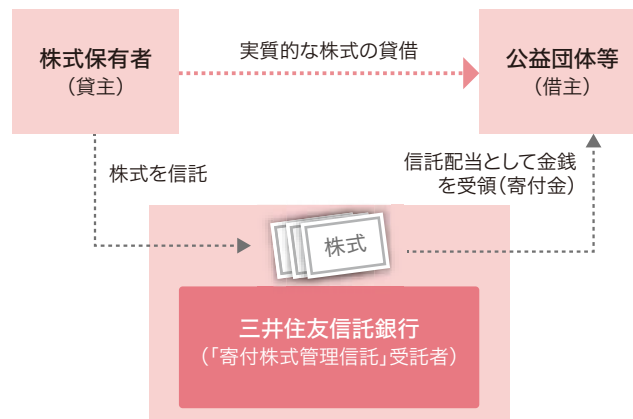 株式保有者
（貸主）
実質的な株式の貸借
公益団体等
（借主）
株式を信託
信託配当として金銭
を受領（寄付金）
株式
三井住友信託銀行
（「寄付株式管理信託」受託者）